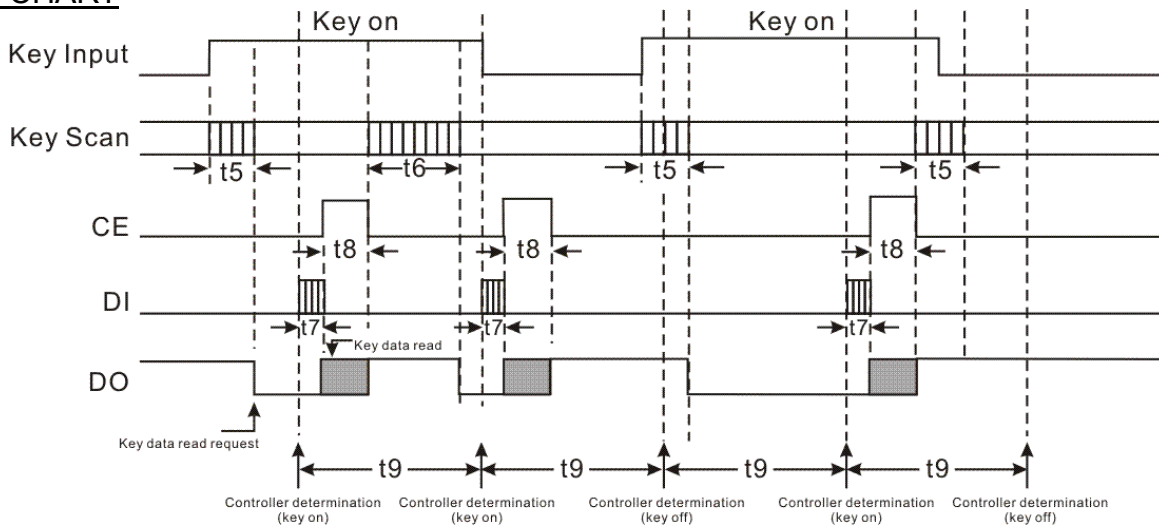 CHART
Key on Key on
Key Input
Key Scan
t5 t6 t5 t5
CE
t8 t8 t8
DI
t7 t7 t7
Key data read
DO
Key data read request
t9 t9 t9 t9
Controller determination Controller determination Controller determination Controller determination Controller determination
(key on) (key on) (key off) (key on) (key off)